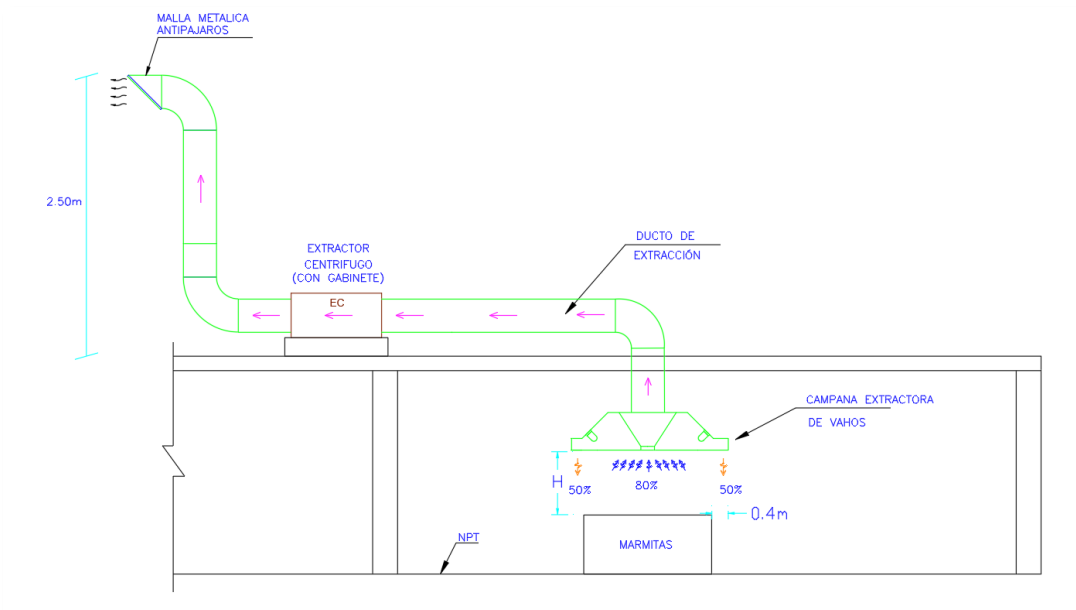 MALLA METALICA
ANTIPAJAROS
2.50m
EXTRACTOR
CENTRIFUGO
(CON GABINETE)
EC
DUCTO DE
EXTRACCIÓN
CAMPANA EXTRACTORA
DE VAHOS
H
50%
80%
50%
0.4m
MARMITAS
NPT